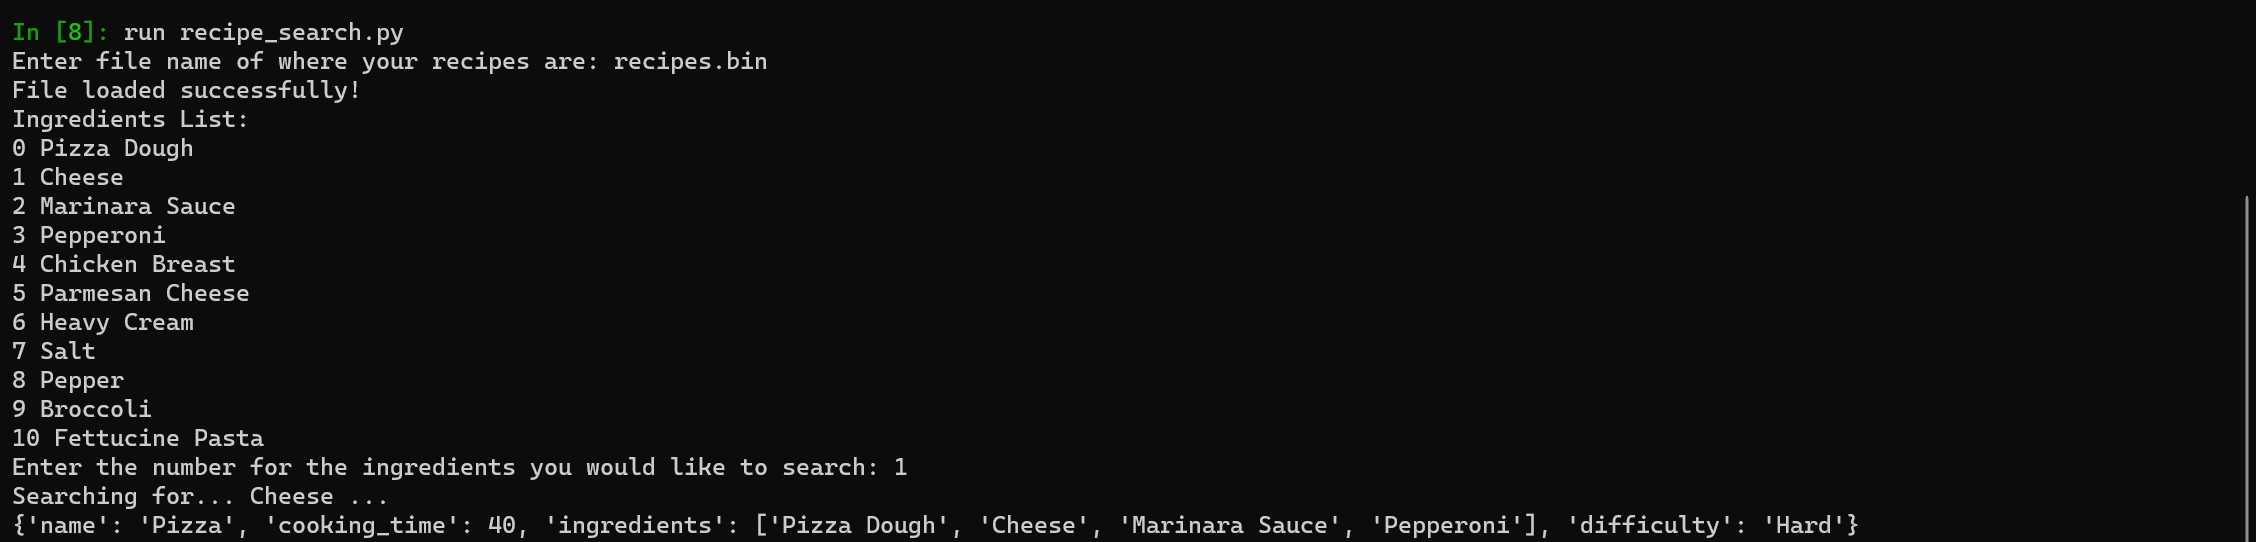 In [8]: run recipe_search.py
Enter file name of where your recipes are: recipes.bin
File loaded successfully!
Ingredients List:
0 Pizza Dough
1 Cheese
2 Marinara Sauce
3 Pepperoni
4 Chicken Breast
5 Parmesan Cheese
6 Heavy Cream
7 Salt
8 Pepper
9 Broccoli
10 Fettucine Pasta
Enter the number for the ingredients you would like to search: 1
Searching for... Cheese ...
{'name': 'Pizza', 'cooking_time': 40, 'ingredients': ['Pizza Dough', 'Cheese', 'Marinara Sauce', 'Pepperoni'], 'difficulty': 'Hard'}